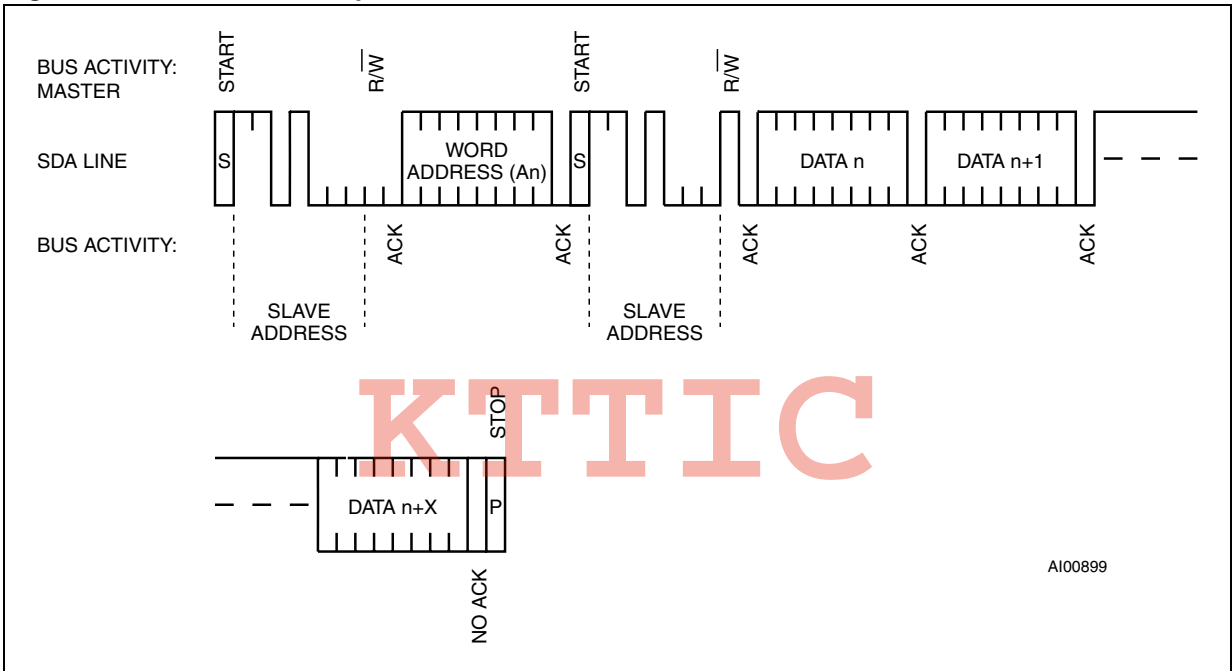 BUS ACTIVITY:
MASTER
START
R/W
START
R/W
SDA LINE
S
WORD
ADDRESS (An)
S
DATA n
DATA n+1
BUS ACTIVITY:
ACK
ACK
ACK
ACK
ACK
SLAVE
ADDRESS
SLAVE
ADDRESS
KTTIC
STOP
DATA n+X
P
NO ACK
AI00899